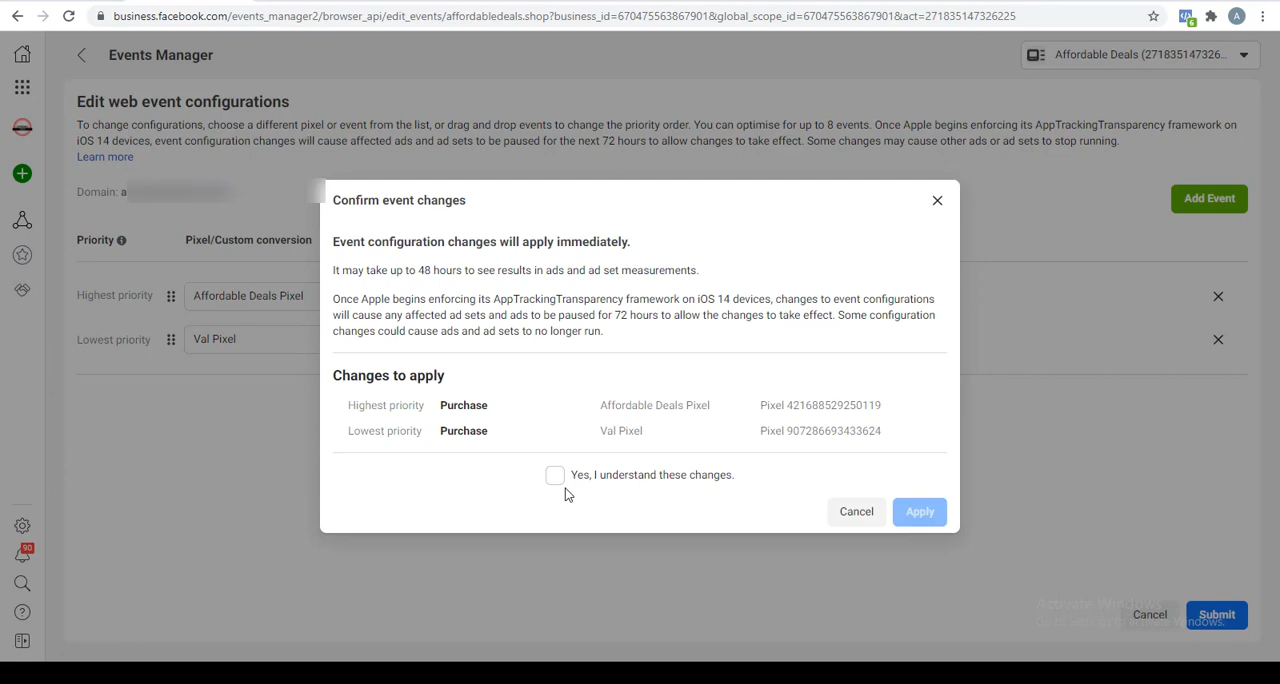 business.facebook.com/events_manager2/browser_api/edit_events/affordabledeals.shop?business_id=670475563867901&global_scope_id=670475563867901&act=271835147326225
6
A
Events Manager
Affordable Deals (271835147326...
Edit web event configurations
To change configurations, choose a different pixel or event from the list, or drag and drop events to change the priority order. You can optimise for up to 8 events. Once Apple begins enforcing its AppTrackingTransparency framework on
iOS 14 devices, event configuration changes will cause affected ads and ad sets to be paused for the next 72 hours to allow changes to take effect. Some changes may cause other ads or ad sets to stop running.
Learn more
Domain: a
Add Event
Priority
Pixel/Custom conversion
Highest priority
Affordable Deals Pixel
Lowest priority
Val Pixel
Confirm event changes
Event configuration changes will apply immediately.
It may take up to 48 hours to see results in ads and ad set measurements.
Once Apple begins enforcing its AppTrackingTransparency framework on iOS 14 devices, changes to event configurations
will cause any affected ad sets and ads to be paused for 72 hours to allow the changes to take effect. Some configuration
changes could cause ads and ad sets to no longer run.
Changes to apply
Highest priority Purchase Affordable Deals Pixel Pixel 421688529250119
Lowest priority Purchase Val Pixel Pixel 907286693433624
Yes, I understand these changes.
Cancel
Apply
90
Activate Windows
Cancel
Submit